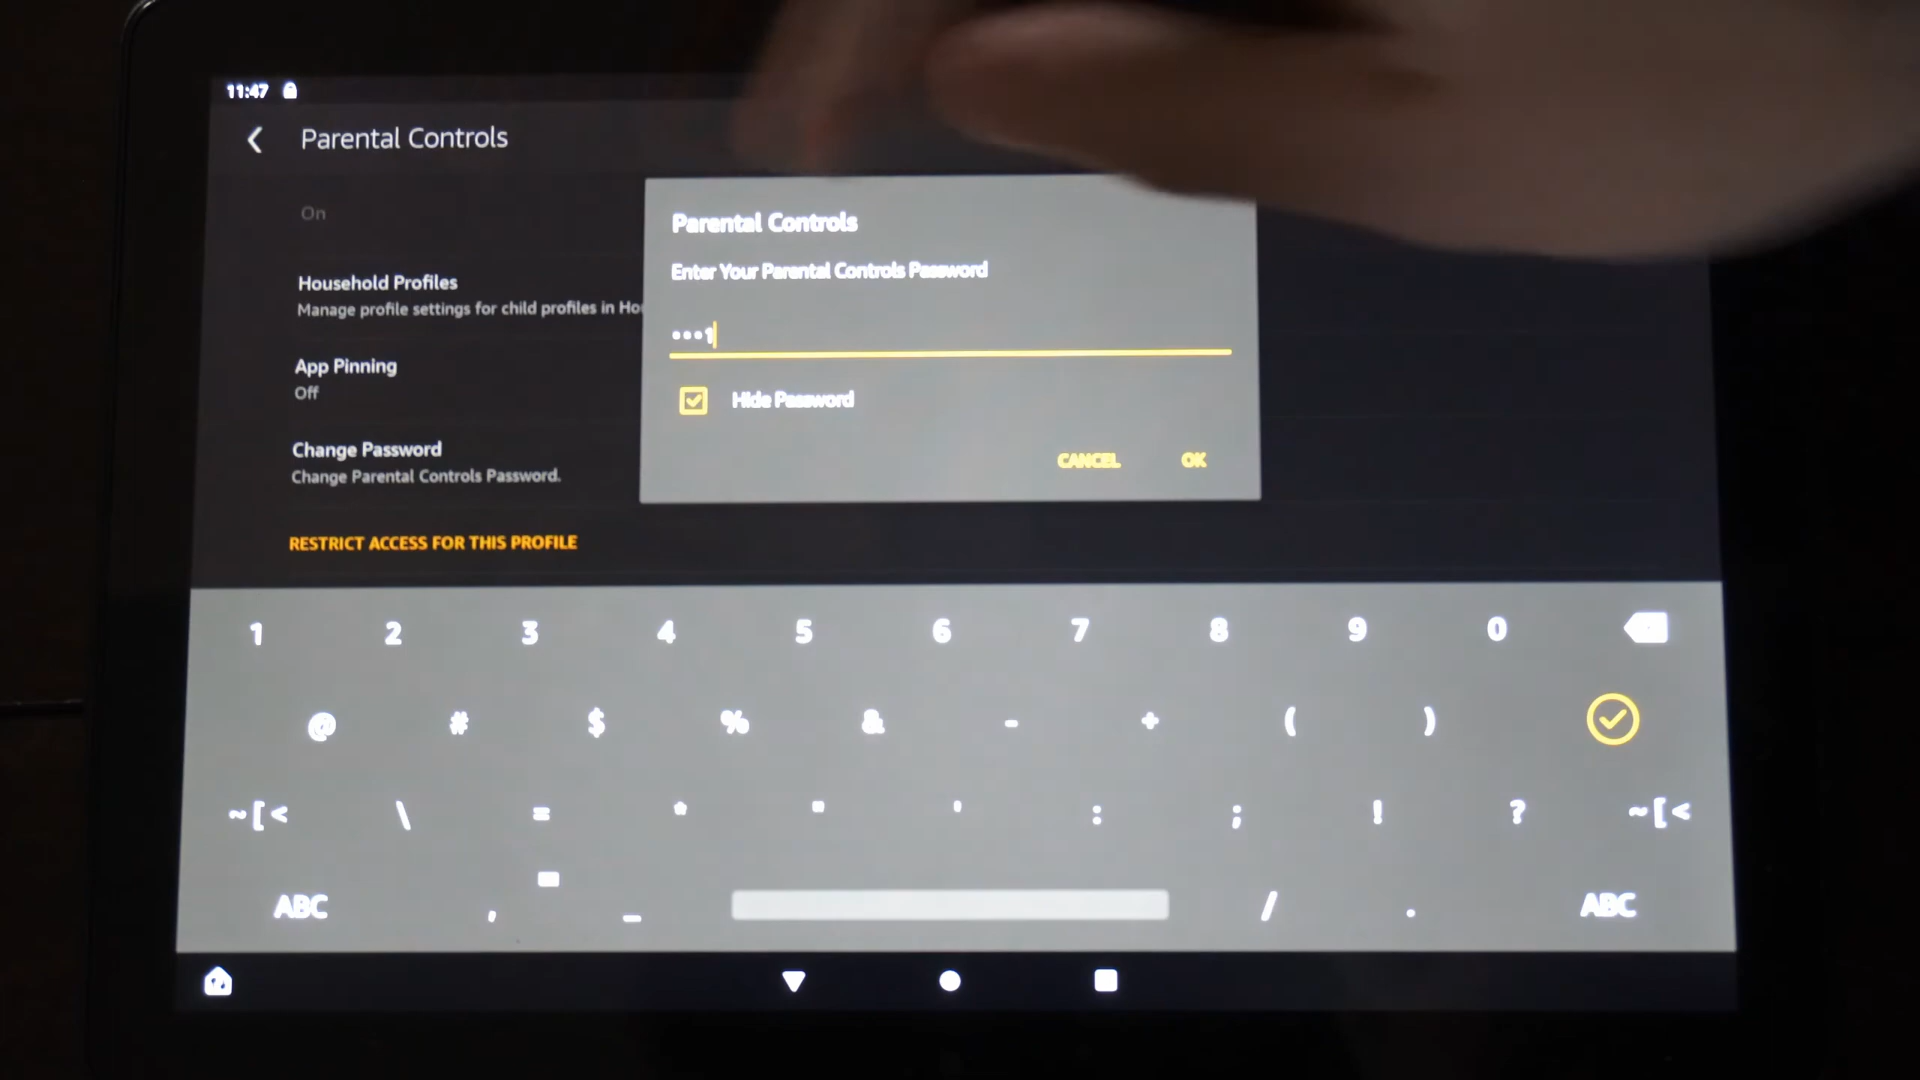 11:47
Parental Controls
On
Household Profiles
Manage profile settings for child profiles in
App Pinning
Off
Change Password
Change Parental Controls Password.
RESTRICT ACCESS FOR THIS PROFILE
Parental Controls
Enter Your Parental Controls Password
•••1
Hide Password
CANCEL OK
1 2 3 4 5 6 7 8 9 0
@ # $ % & - + ( )
~[< \ = * " ' : ; ! ? ~[<
ABC , _ / . ABC